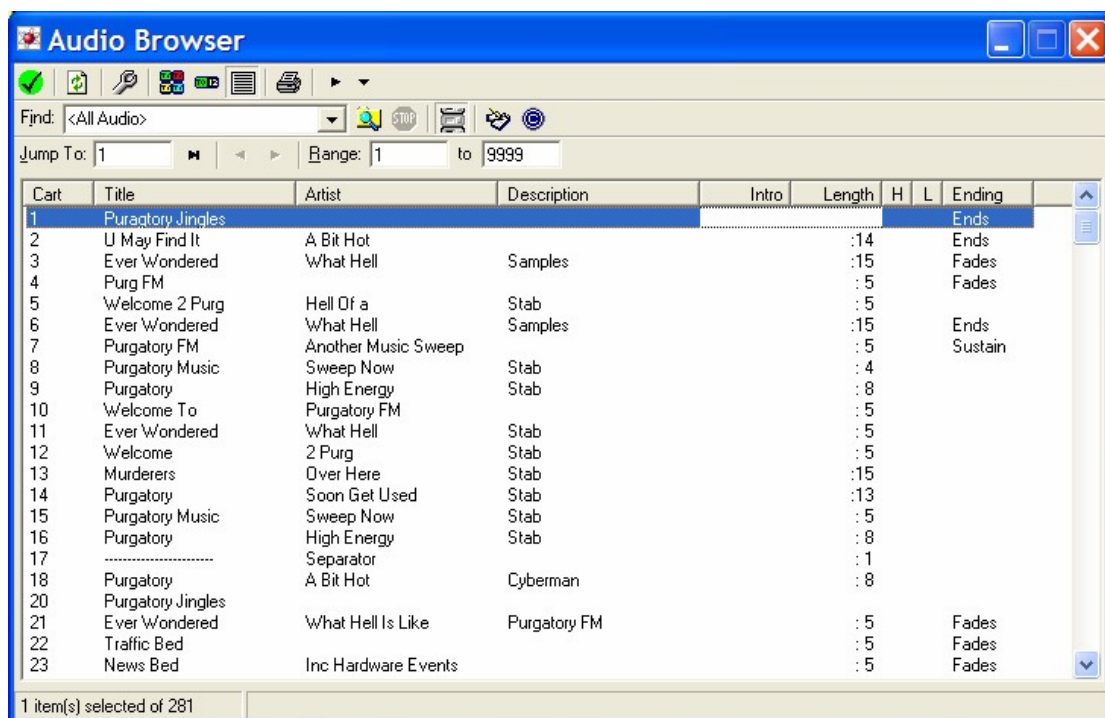 Audio Browser
Find: <All Audio> STOP
Jump To: 1 Range: 1 to 9999
Cart Title Artist Description Intro Length H L Ending
1 Puragtory Jingles Ends
2 U May Find It A Bit Hot :14 Ends
3 Ever Wondered What Hell Samples :15 Fades
4 Purg FM : 5 Fades
5 Welcome 2 Purg Hell Of a Stab : 5
6 Ever Wondered What Hell Samples :15 Ends
7 Purgatory FM Another Music Sweep : 5 Sustain
8 Purgatory Music Sweep Now Stab : 4
9 Purgatory High Energy Stab : 8
10 Welcome To Purgatory FM : 5
11 Ever Wondered What Hell Stab : 5
12 Welcome 2 Purg Stab : 5
13 Murderers Over Here Stab :15
14 Purgatory Soon Get Used Stab :13
15 Purgatory Music Sweep Now Stab : 5
16 Purgatory High Energy Stab : 8
17 ----------------------- Separator : 1
18 Purgatory A Bit Hot Cyberman : 8
20 Purgatory Jingles
21 Ever Wondered What Hell Is Like Purgatory FM : 5 Fades
22 Traffic Bed : 5 Fades
23 News Bed Inc Hardware Events : 5 Fades
1 item(s) selected of 281